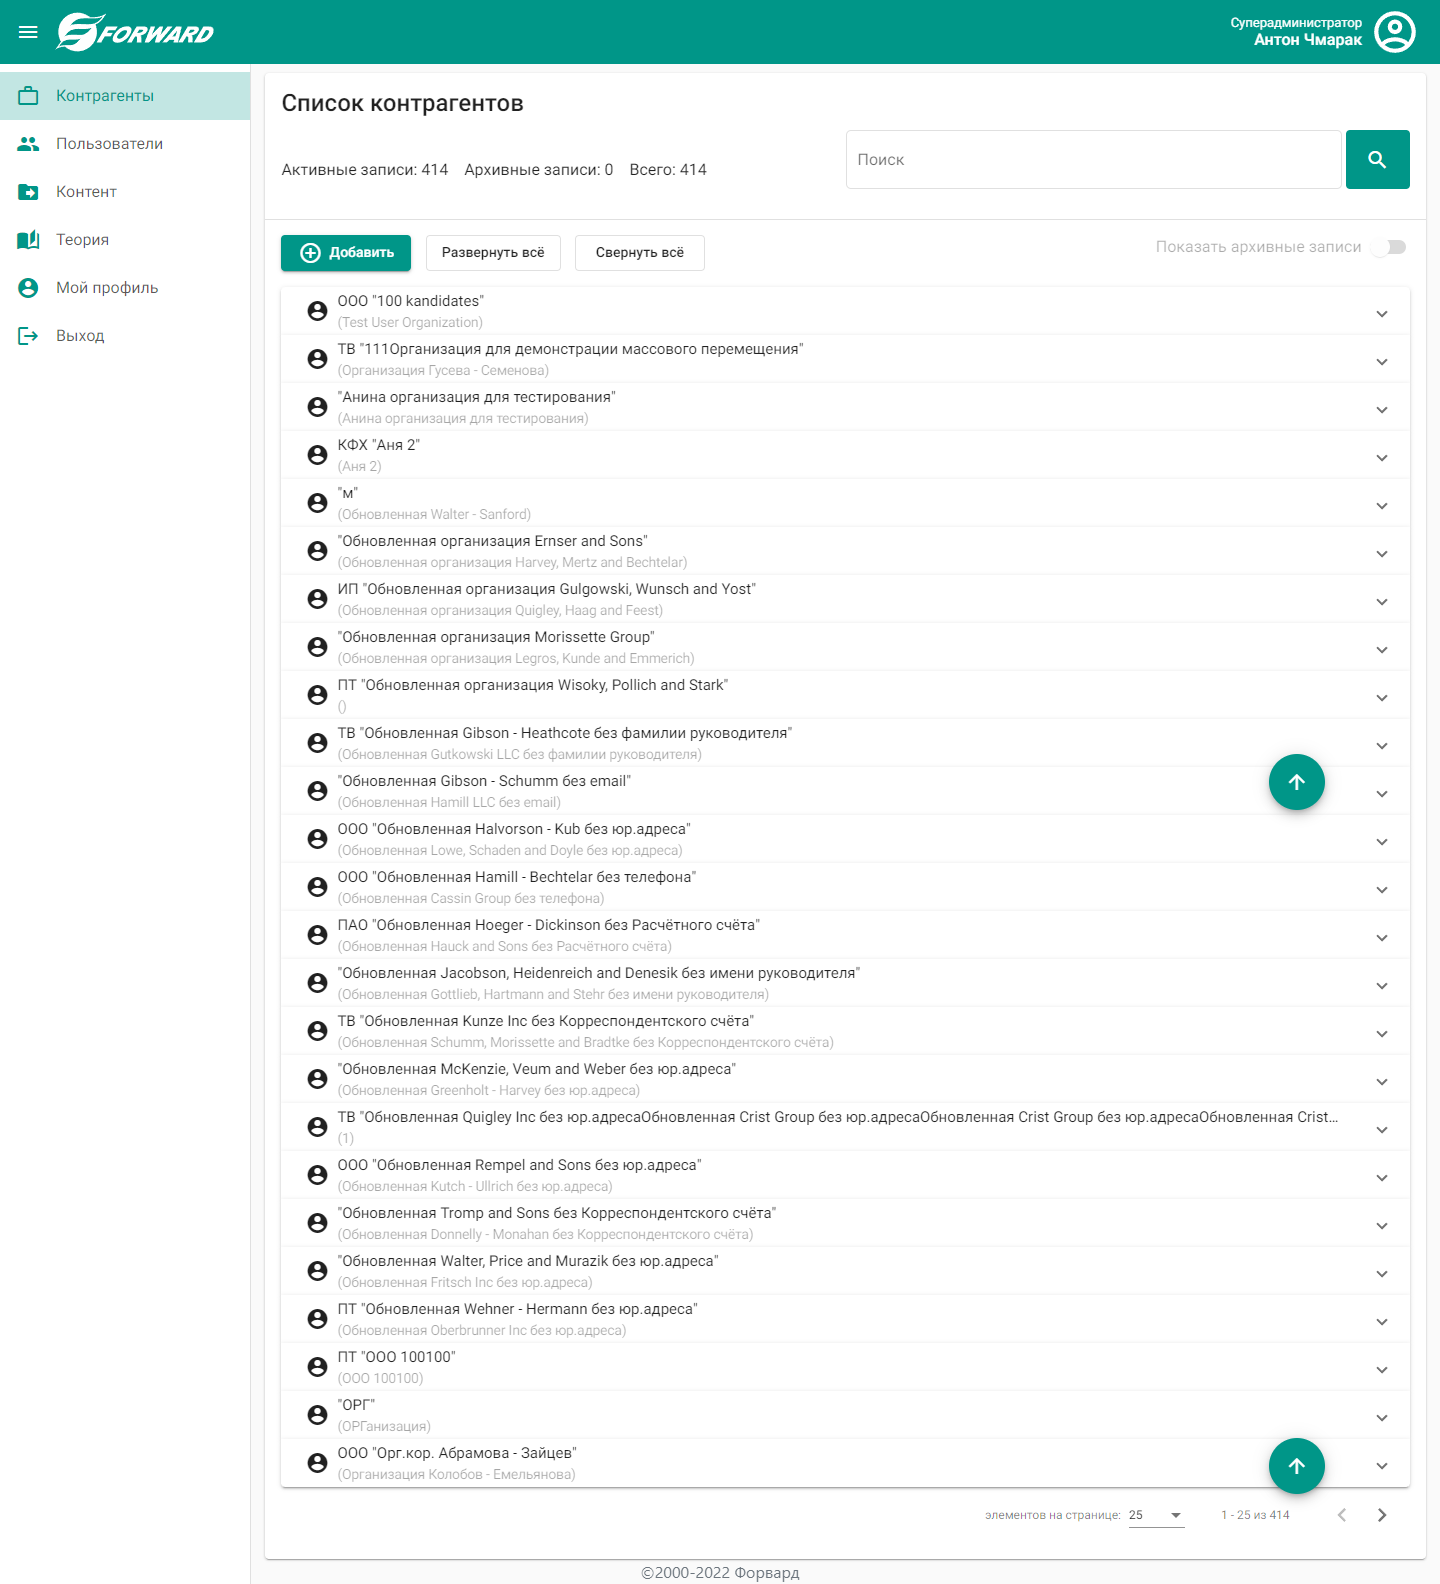 FORWARD
Суперадминистратор
Антон Чмарак
Контрагенты
Пользователи
Контент
Теория
Мой профиль
Выход
Список контрагентов
Активные записи: 414 Архивные записи: 0 Всего: 414
Поиск
Добавить
Развернуть всё
Свернуть всё
Показать архивные записи
ООО "100 kandidates"
(Test User Organization)
ТВ "111Организация для демонстрации массового перемещения"
(Организация Гусева - Семенова)
"Анина организация для тестирования"
(Анина организация для тестирования)
КФХ "Аня 2"
(Аня 2)
"м"
(Обновленная Walter - Sanford)
"Обновленная организация Ernser and Sons"
(Обновленная организация Harvey, Mertz and Bechtelar)
ИП "Обновленная организация Gulgowski, Wunsch and Yost"
(Обновленная организация Quigley, Haag and Feest)
"Обновленная организация Morissette Group"
(Обновленная организация Legros, Kunde and Emmerich)
ПТ "Обновленная организация Wisoky, Pollich and Stark"
()
ТВ "Обновленная Gibson - Heathcote без фамилии руководителя"
(Обновленная Gutkowski LLC без фамилии руководителя)
"Обновленная Gibson - Schumm без email"
(Обновленная Hamill LLC без email)
ООО "Обновленная Halvorson - Kub без юр.адреса"
(Обновленная Lowe, Schaden and Doyle без юр.адреса)
ООО "Обновленная Hamill - Bechtelar без телефона"
(Обновленная Cassin Group без телефона)
ПАО "Обновленная Hoeger - Dickinson без Расчётного счёта"
(Обновленная Hauck and Sons без Расчётного счёта)
"Обновленная Jacobson, Heidenreich and Denesik без имени руководителя"
(Обновленная Gottlieb, Hartmann and Stehr без имени руководителя)
ТВ "Обновленная Kunze Inc без Корреспондентского счёта"
(Обновленная Schumm, Morissette and Bradtke без Корреспондентского счёта)
"Обновленная McKenzie, Veum and Weber без юр.адреса"
(Обновленная Greenholt - Harvey без юр.адреса)
ТВ "Обновленная Quigley Inc без юр.адресаОбновленная Crist Group без юр.адресаОбновленная Crist Group без юр.адресаОбновленная Crist...
(1)
ООО "Обновленная Rempel and Sons без юр.адреса"
(Обновленная Kutch - Ullrich без юр.адреса)
"Обновленная Tromp and Sons без Корреспондентского счёта"
(Обновленная Donnelly - Monahan без Корреспондентского счёта)
"Обновленная Walter, Price and Murazik без юр.адреса"
(Обновленная Fritsch Inc без юр.адреса)
ПТ "Обновленная Wehner - Hermann без юр.адреса"
(Обновленная Oberbrunner Inc без юр.адреса)
ПТ "ООО 100100"
(ООО 100100)
"ОРГ"
(ОРГанизация)
ООО "Орг.кор. Абрамова - Зайцев"
(Организация Колобов - Емельянова)
элементов на странице: 25 1 - 25 из 414
©2000-2022 Форвард